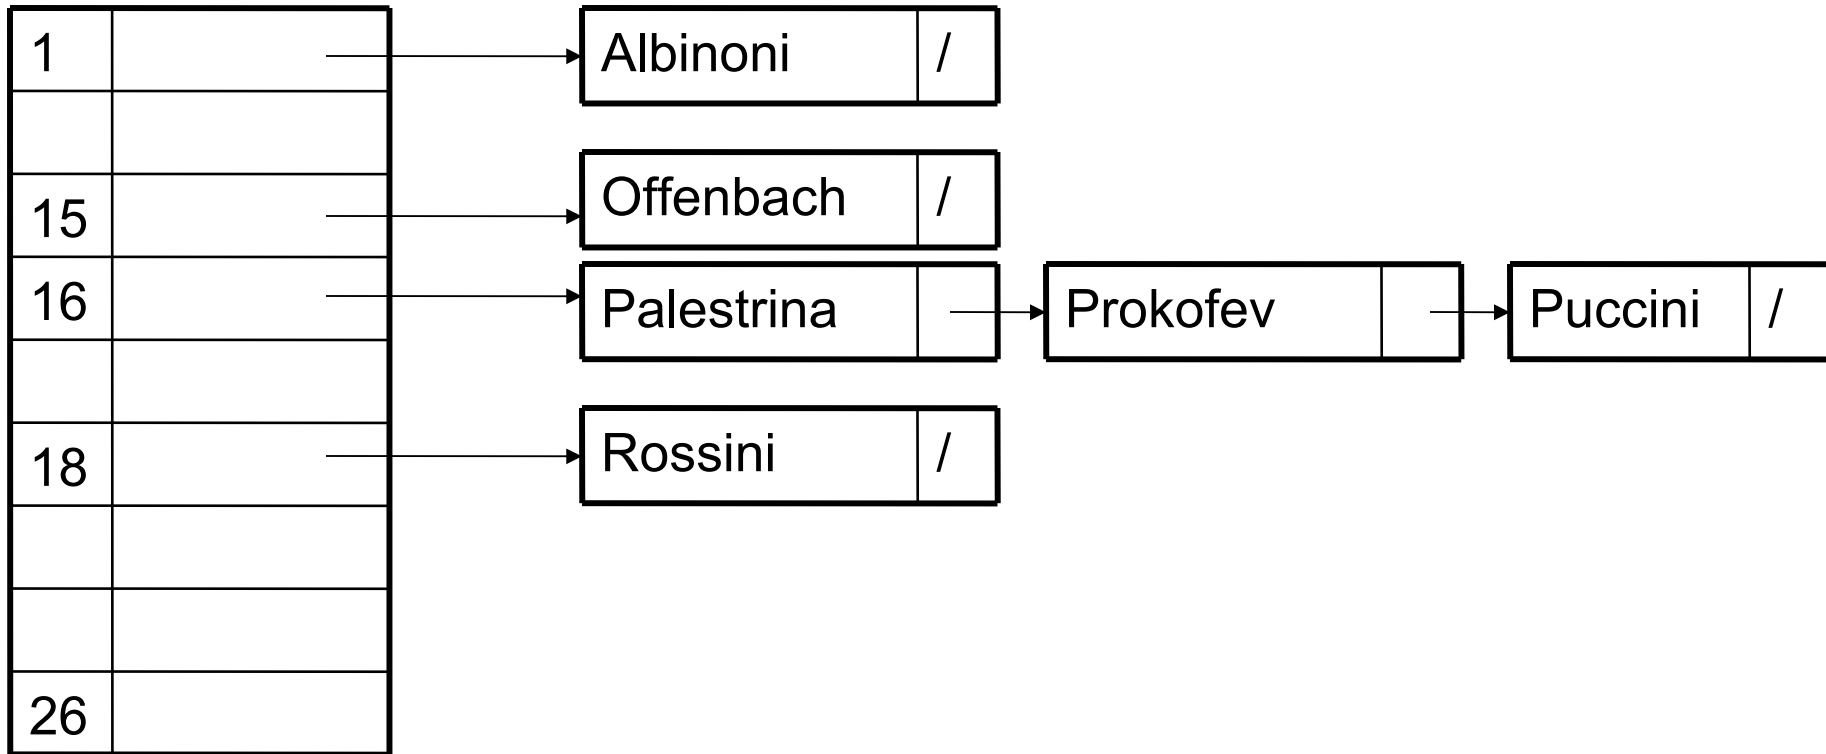 1 Albinoni /
15 Offenbach /
16 Palestrina Prokofev Puccini /
18 Rossini /
26